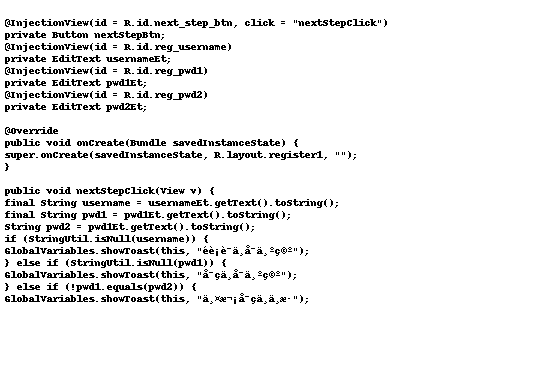 @InjectionView(id = R.id.next_step_btn, click = "nextStepClick")
private Button nextStepBtn;
@InjectionView(id = R.id.reg_username)
private EditText usernameEt;
@InjectionView(id = R.id.reg_pwd1)
private EditText pwd1Et;
@InjectionView(id = R.id.reg_pwd2)
private EditText pwd2Et;
@Override
public void onCreate(Bundle savedInstanceState) {
super.onCreate(savedInstanceState, R.layout.register1, "");
}
public void nextStepClick(View v) {
final String username = usernameEt.getText().toString();
final String pwd1 = pwd1Et.getText().toString();
String pwd2 = pwd1Et.getText().toString();
if (StringUtil.isNull(username)) {
GlobalVariables.showToast(this, "éè¡è¯ä¸å¯ä¸ºç©º");
} else if (StringUtil.isNull(pwd1)) {
GlobalVariables.showToast(this, "å¯çä¸å¯ä¸ºç©º");
} else if (!pwd1.equals(pwd2)) {
GlobalVariables.showToast(this, "ä¸¤æ¬¡å¯çä¸ä¸æ·");